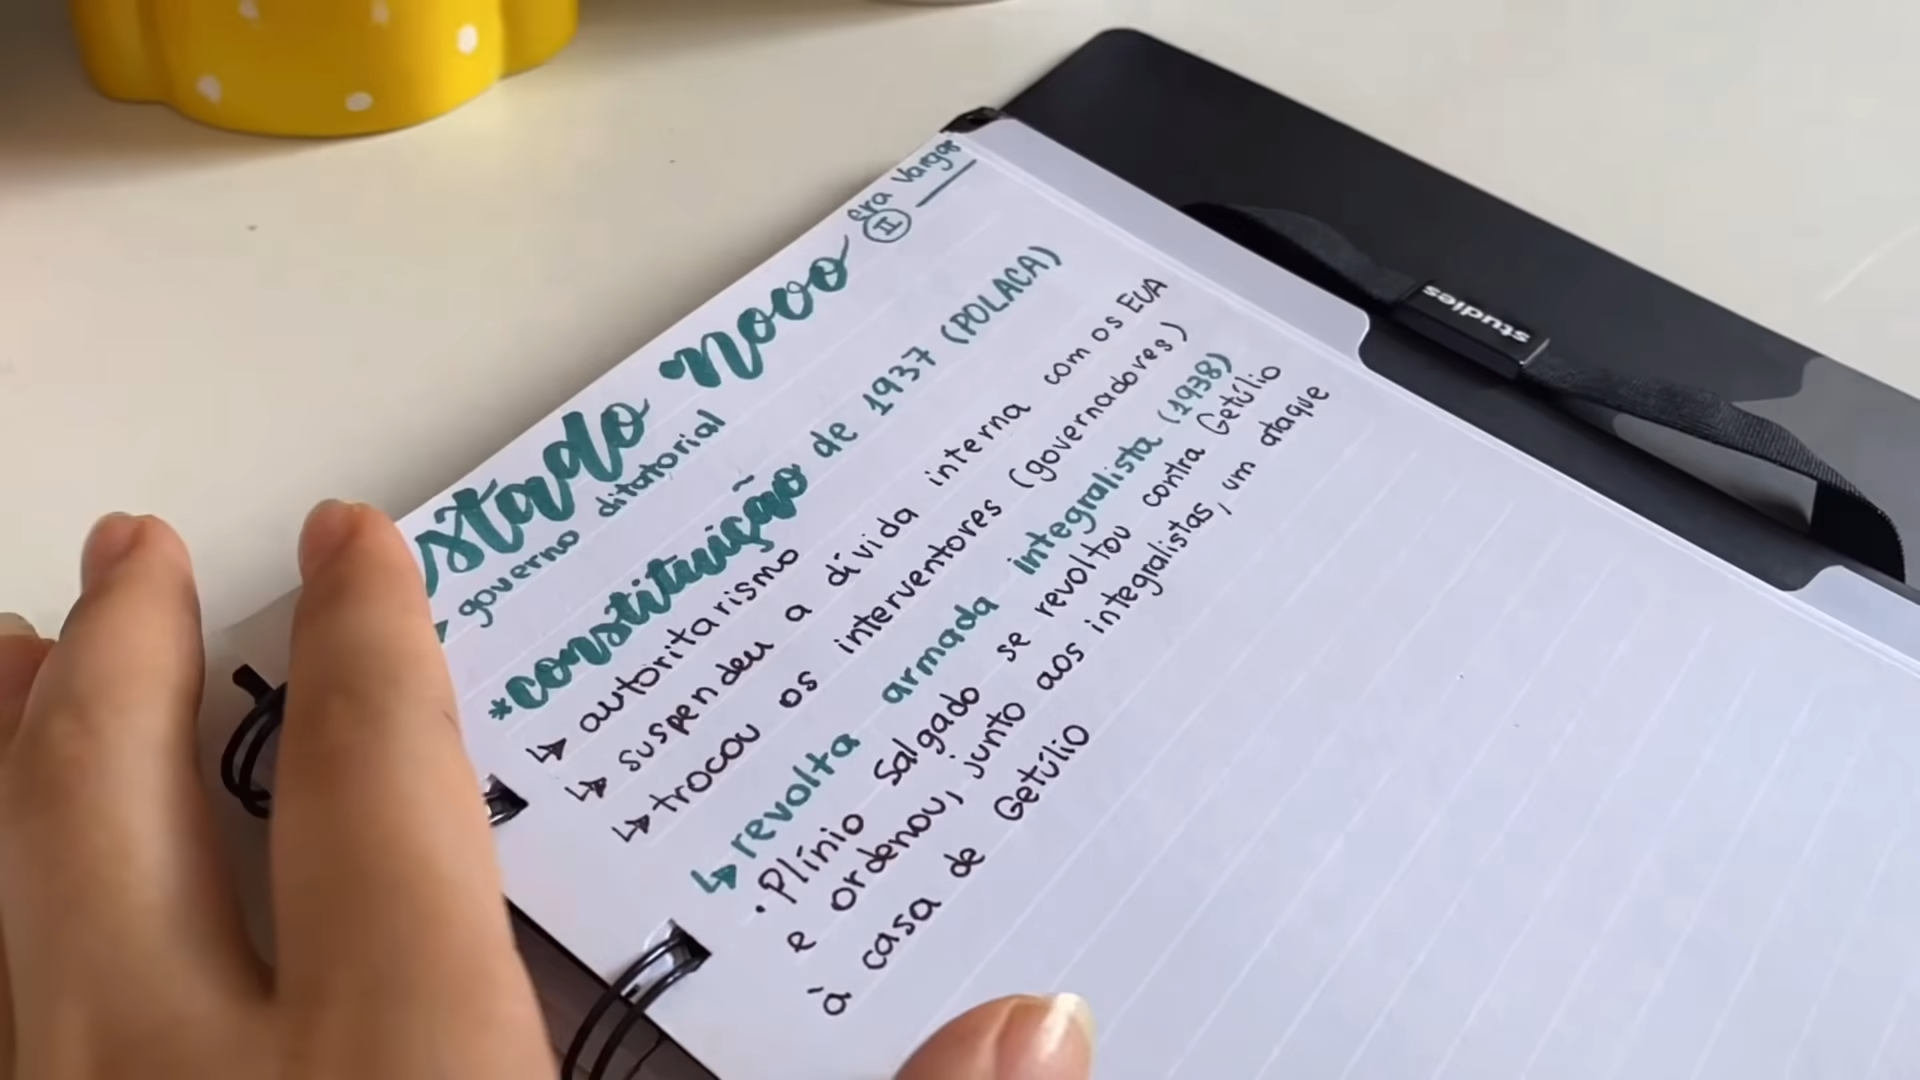 Era Vargas
II
Estado Novo
governo ditatorial
*constituição de 1937 (POLACA)
↳ autoritarismo
↳ suspendeu a dívida interna com os EUA
↳ trocou os interventores (governadores)
↳ revolta armada integralista (1938)
• Plínio Salgado se revoltou contra Getúlio
e ordenou, junto aos integralistas, um ataque
à casa de Getúlio
studies